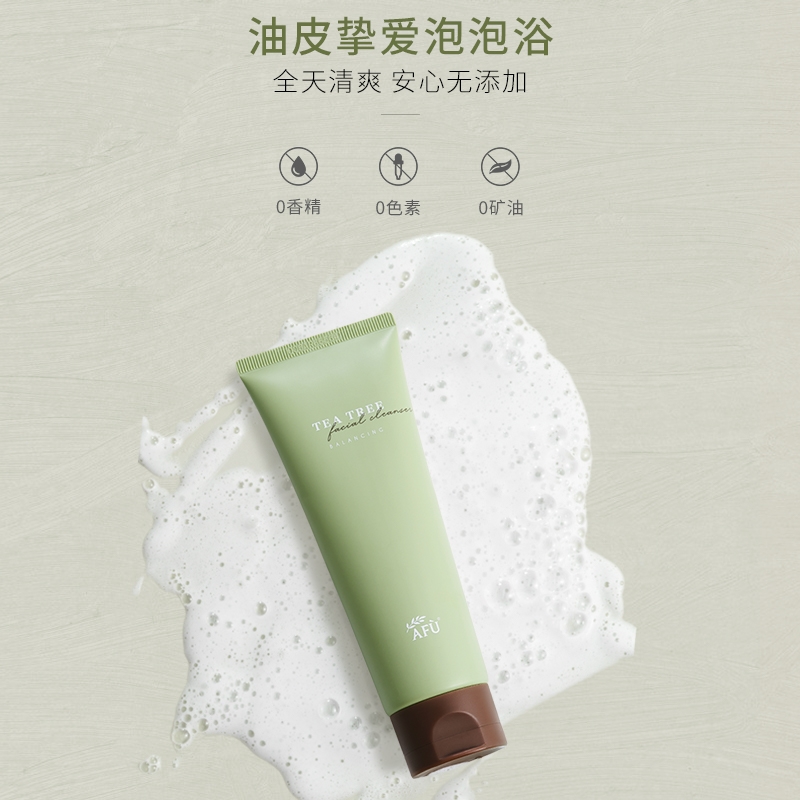 油皮挚爱泡泡浴
全天清爽 安心无添加
0香精 0色素 0矿油
TEA TREE
facial cleanse
BALANCING
AFU